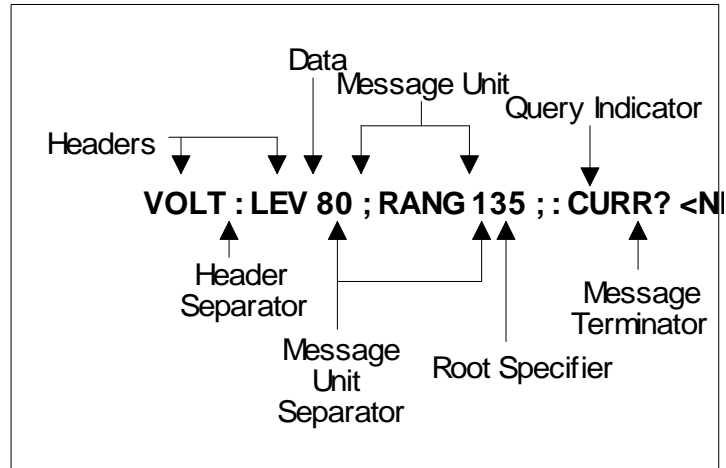 Data
Message Unit
Query Indicator
Headers
VOLT : LEV 80 ; RANG 135 ; : CURR? <N
Header
Separator
Message
Unit
Separator
Root Specifier
Message
Terminator